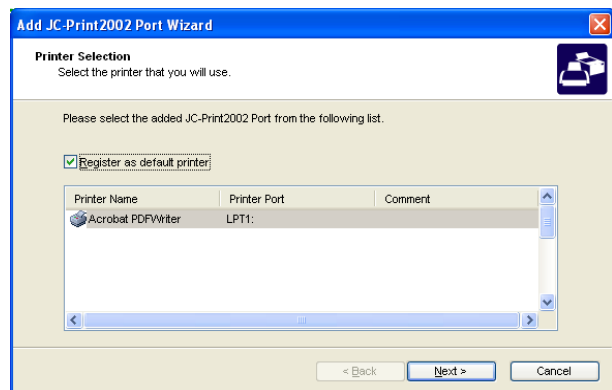 Add JC-Print2002 Port Wizard
Printer Selection
Select the printer that you will use.
Please select the added JC-Print2002 Port from the following list.
Register as default printer
Printer Name Printer Port Comment
Acrobat PDFWriter LPT1:
< Back Next > Cancel